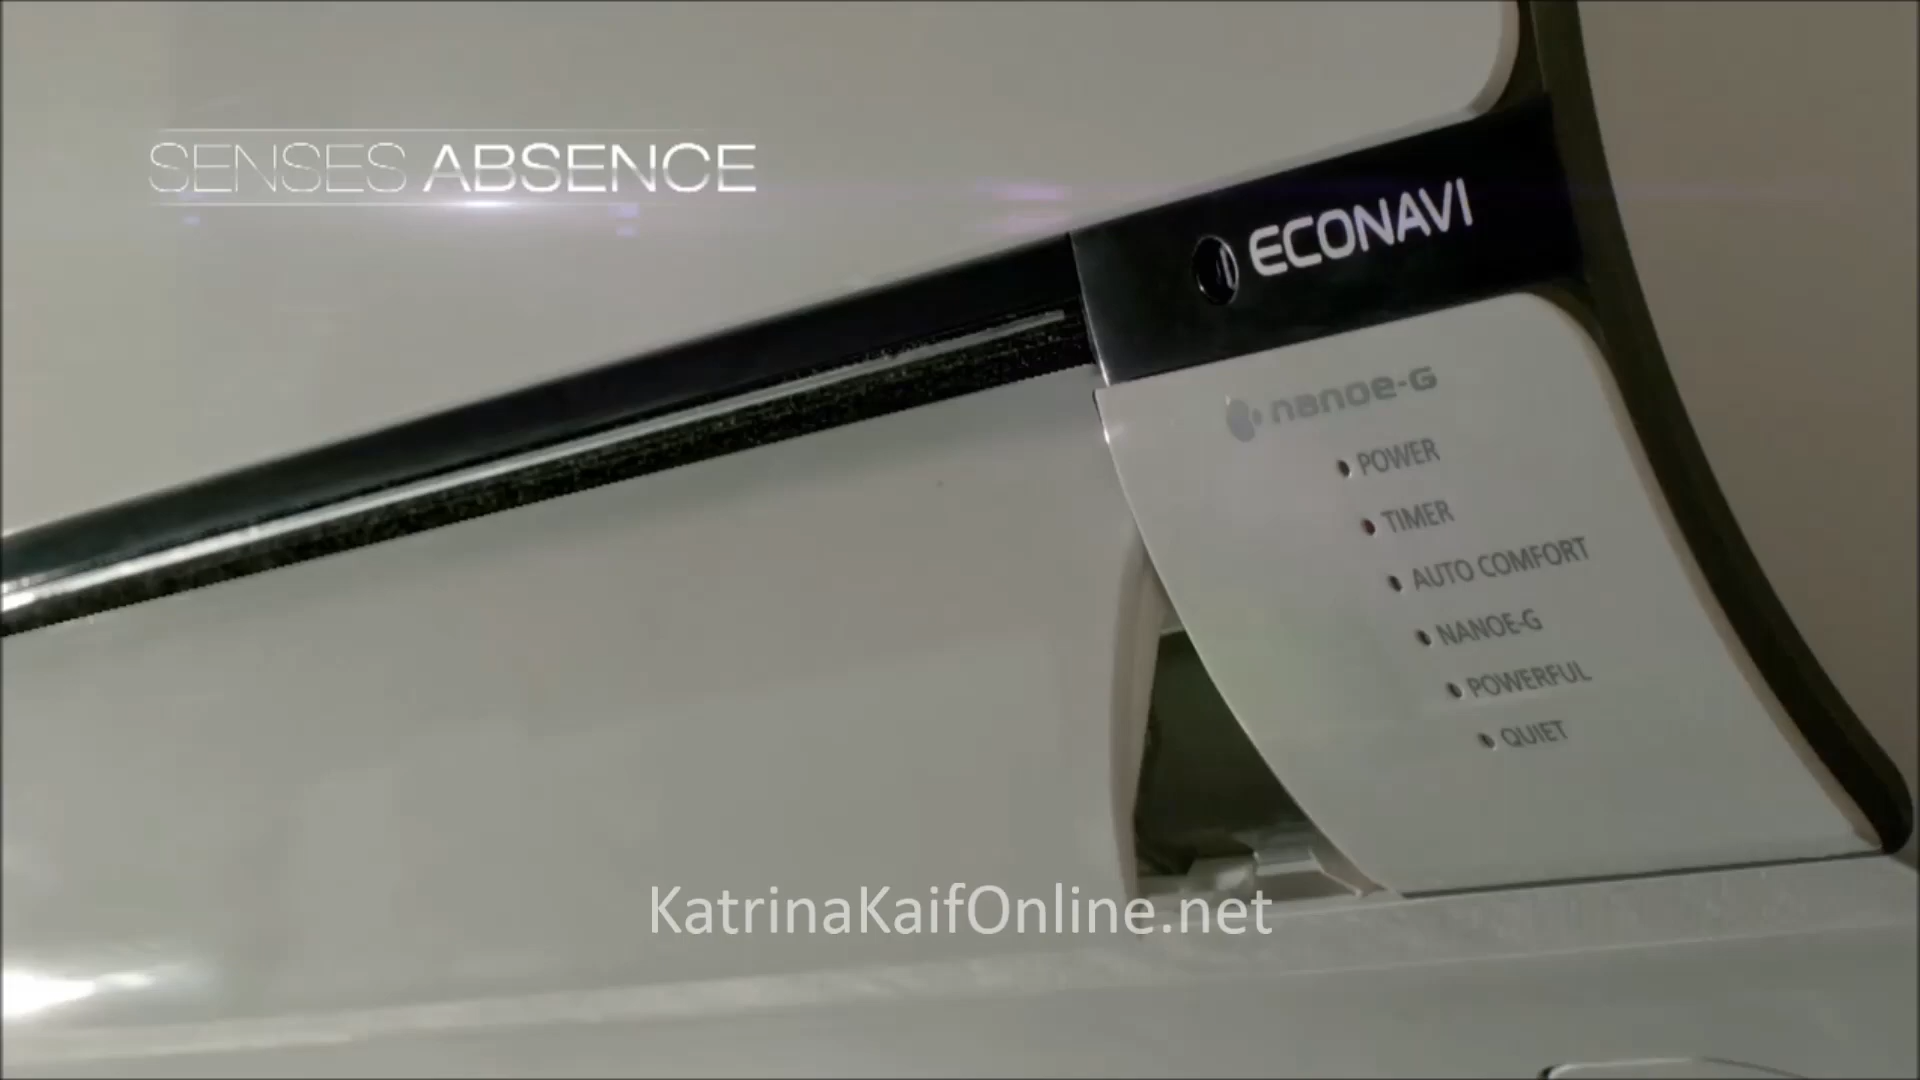 SENSES ABSENCE
ECONAVI
nanoe-G
POWER
TIMER
AUTO COMFORT
NANOE-G
POWERFUL
QUIET
KatrinaKaifOnline.net